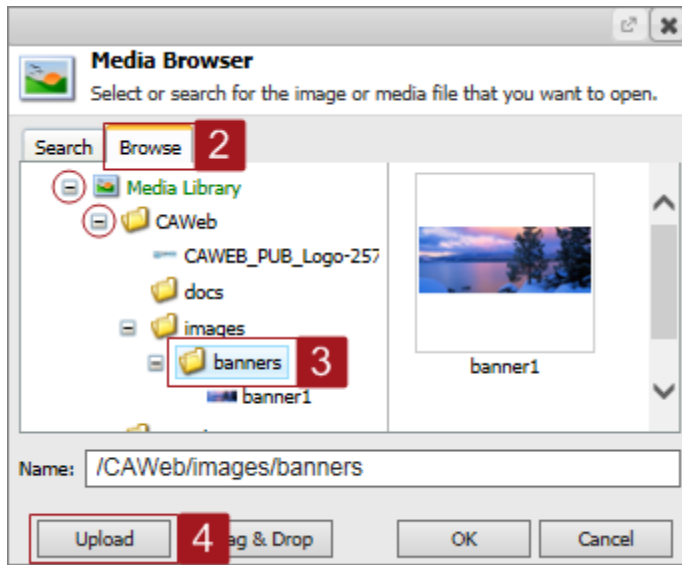 Media Browser
Select or search for the image or media file that you want to open.
Search Browse 2
Media Library
CAWeb
CAWEB_PUB_Logo-257
docs
images
banners 3
banner1
banner1
Name: /CAWeb/images/banners
Upload 4 ag & Drop OK Cancel